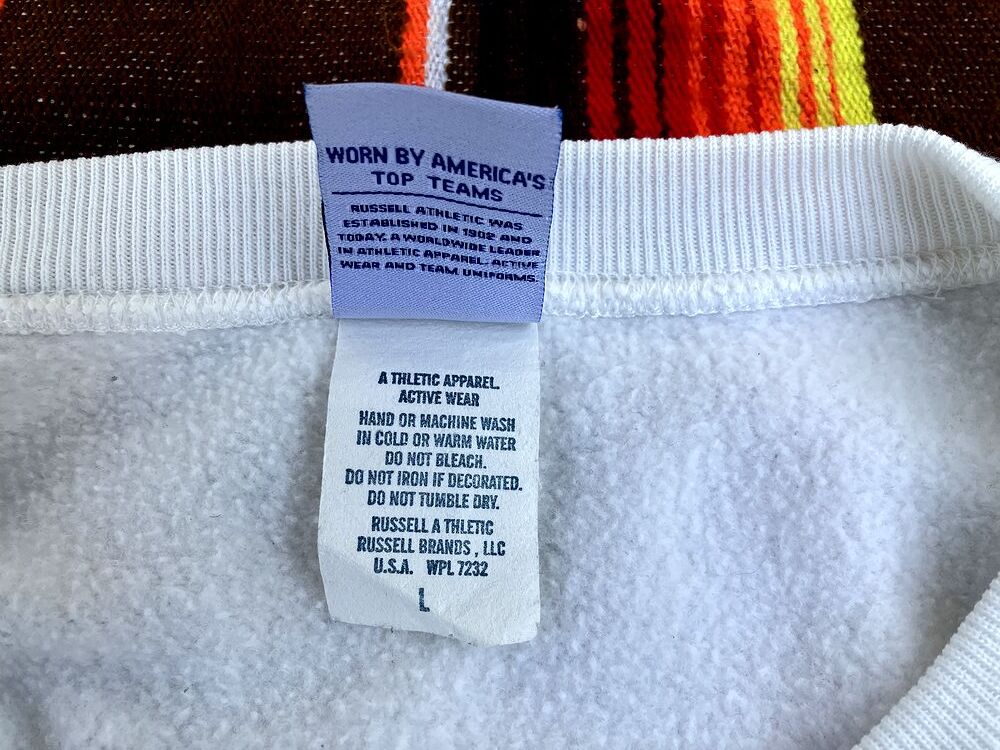 WORN BY AMERICA'S
TOP TEAMS
RUSSELL ATHLETIC WAS
ESTABLISHED IN 1902 AND
TODAY. A WORLDWIDE LEADER
IN ATHLETIC APPAREL. ACTIVE
WEAR AND TEAM UNIFORMS.
A THLETIC APPAREL.
ACTIVE WEAR
HAND OR MACHINE WASH
IN COLD OR WARM WATER
DO NOT BLEACH.
DO NOT IRON IF DECORATED.
DO NOT TUMBLE DRY.
RUSSELL A THLETIC
RUSSELL BRANDS , LLC
U.S.A. WPL 7232
L